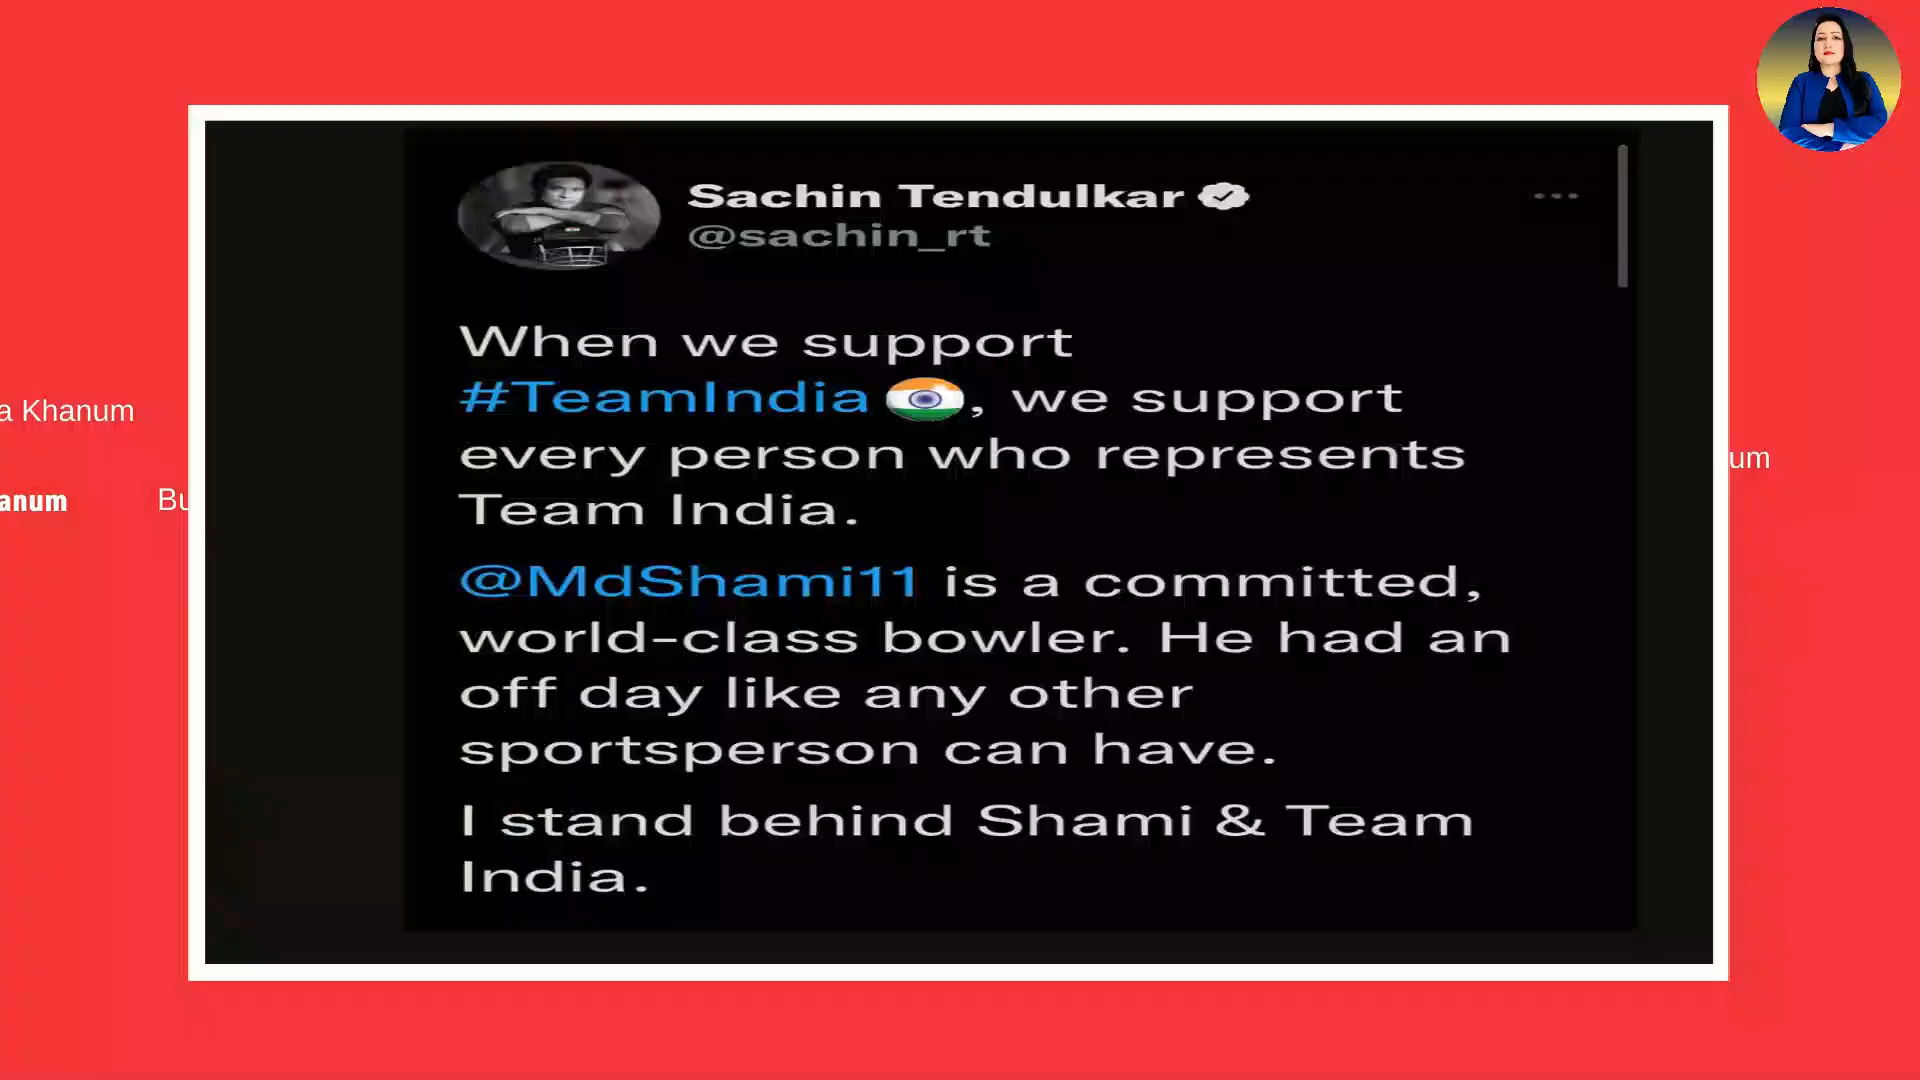 Sachin Tendulkar
@sachin_rt
When we support
#TeamIndia 🇮🇳, we support
every person who represents
Team India.
@MdShami11 is a committed,
world-class bowler. He had an
off day like any other
sportsperson can have.
I stand behind Shami & Team
India.
a Khanum
um
anum
Bu